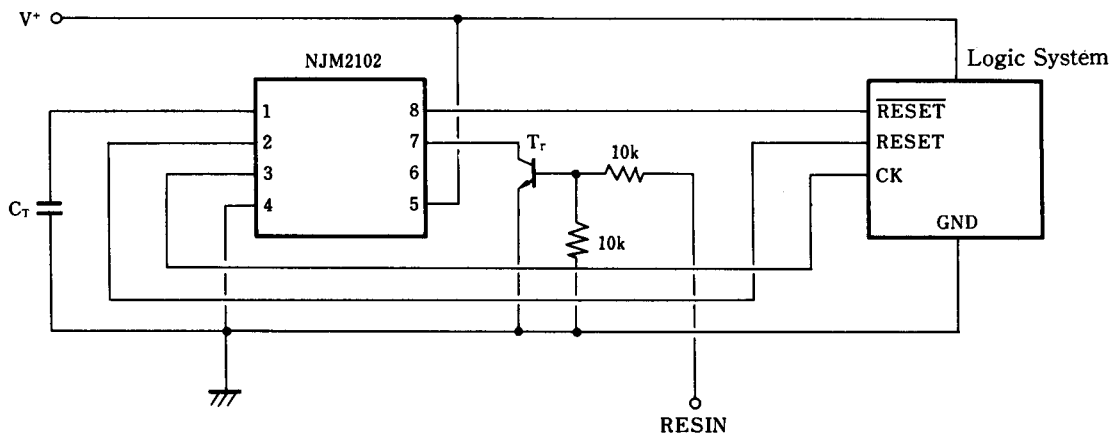 V+
NJM2102
Logic System
1
2
3
4
8
7
6
5
Tr
10k
10k
CT
RESET
RESET
CK
GND
RESIN